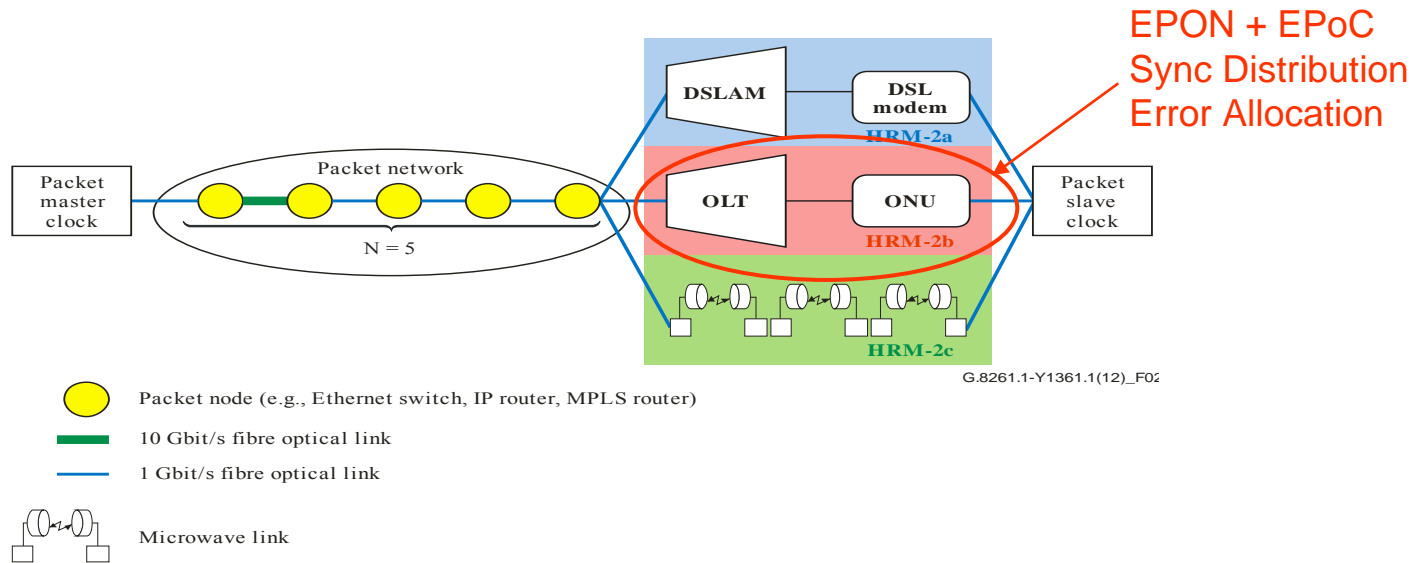 EPON + EPoC
Sync Distribution
Error Allocation
DSLAM
DSL
modem
HRM-2a
Packet network
Packet
master
clock
N = 5
OLT
ONU
HRM-2b
Packet
slave
clock
HRM-2c
G.8261.1-Y1361.1(12)_F02
Packet node (e.g., Ethernet switch, IP router, MPLS router)
10 Gbit/s fibre optical link
1 Gbit/s fibre optical link
Microwave link